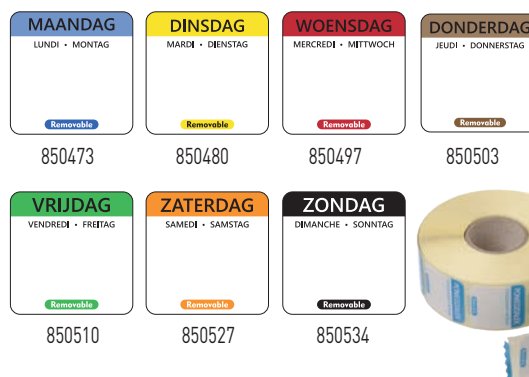 MAANDAG
LUNDI • MONTAG
Removable
850473
DINSDAG
MARDI • DIENSTAG
Removable
850480
WOENSDAG
MERCREDI • MITTWOCH
Removable
850497
DONDERDAG
JEUDI • DONNERSTAG
Removable
850503
VRIJDAG
VENDREDI • FREITAG
Removable
850510
ZATERDAG
SAMEDI • SAMSTAG
Removable
850527
ZONDAG
DIMANCHE • SONNTAG
Removable
850534